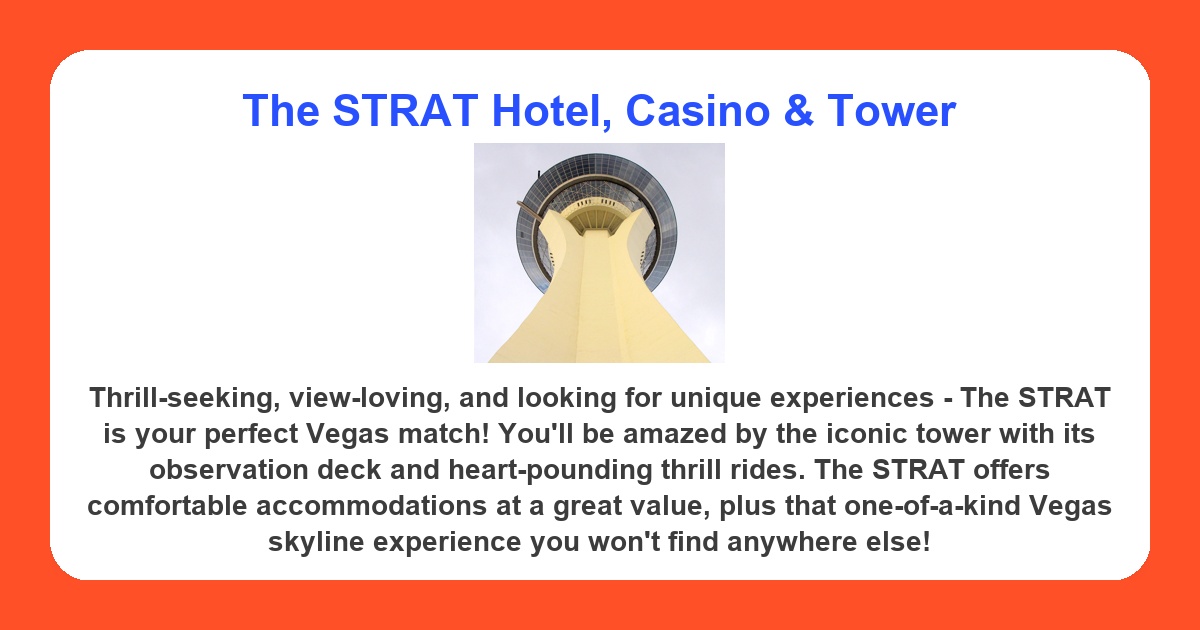 The STRAT Hotel, Casino & Tower
Thrill-seeking, view-loving, and looking for unique experiences - The STRAT
is your perfect Vegas match! You'll be amazed by the iconic tower with its
observation deck and heart-pounding thrill rides. The STRAT offers
comfortable accommodations at a great value, plus that one-of-a-kind Vegas
skyline experience you won't find anywhere else!